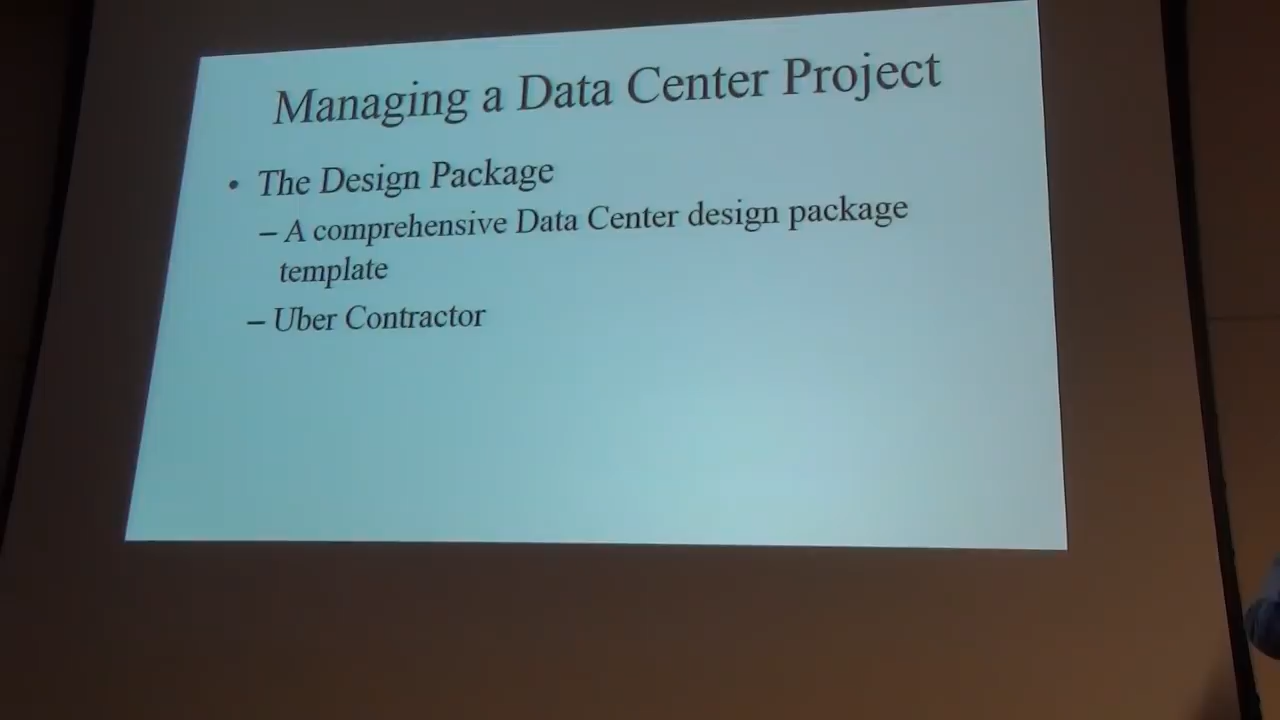 Managing a Data Center Project
• The Design Package
– A comprehensive Data Center design package
template
– Uber Contractor